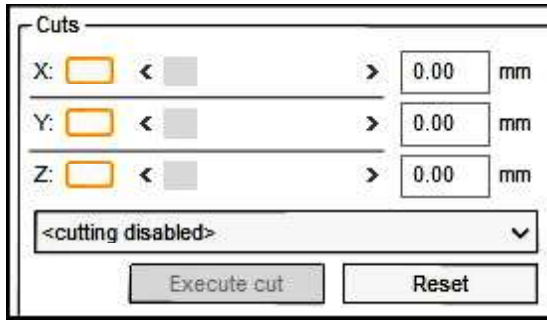 Cuts
X: < > 0.00 mm
Y: < > 0.00 mm
Z: < > 0.00 mm
<cutting disabled>
Execute cut Reset